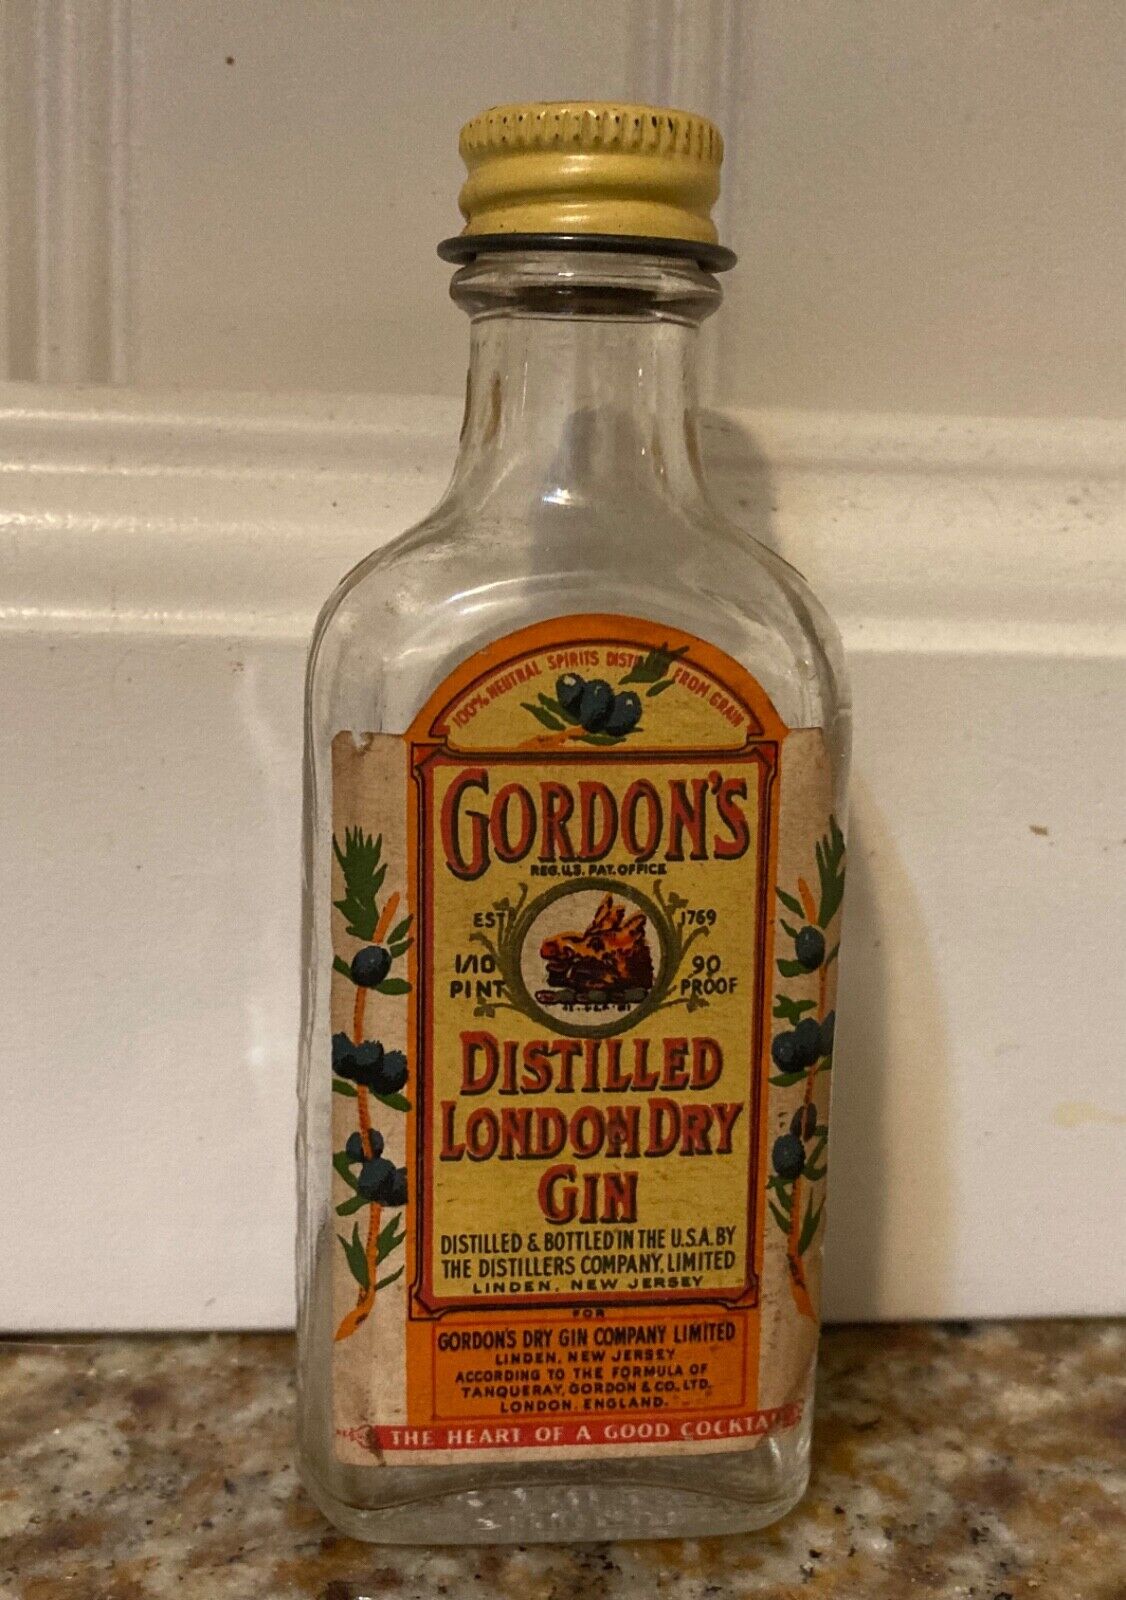 100% NEUTRAL SPIRITS FROM GRAIN
GORDON'S
REG. U.S. PAT. OFFICE
EST 1769
1/10 PINT
90 PROOF
DISTILLED
LONDON DRY
GIN
DISTILLED & BOTTLED IN THE U.S.A. BY
THE DISTILLERS COMPANY, LIMITED
LINDEN, NEW JERSEY
FOR
GORDON'S DRY GIN COMPANY LIMITED
LINDEN, NEW JERSEY
ACCORDING TO THE FORMULA OF
TANQUERAY, GORDON & CO., LTD.
LONDON, ENGLAND.
THE HEART OF A GOOD